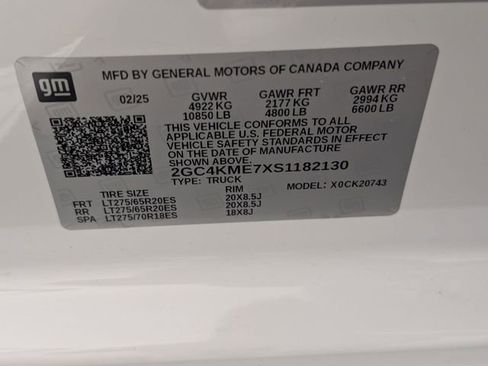 gm
MFD BY GENERAL MOTORS OF CANADA COMPANY
02/25 GVWR GAWR FRT GAWR RR
4922 KG 2177 KG 2994 KG
10850 LB 4800 LB 6600 LB
THIS VEHICLE CONFORMS TO ALL
APPLICABLE U.S. FEDERAL MOTOR
VEHICLE SAFETY STANDARDS IN EFFECT
ON THE DATE OF MANUFACTURE SHOWN ABOVE.
2GC4KME7XS1182130
TYPE: TRUCK
TIRE SIZE RIM MODEL: X0CK20743
FRT LT275/65R20ES 20X8.5J
RR LT275/65R20ES 20X8.5J
SPA LT275/70R18ES 18X8J